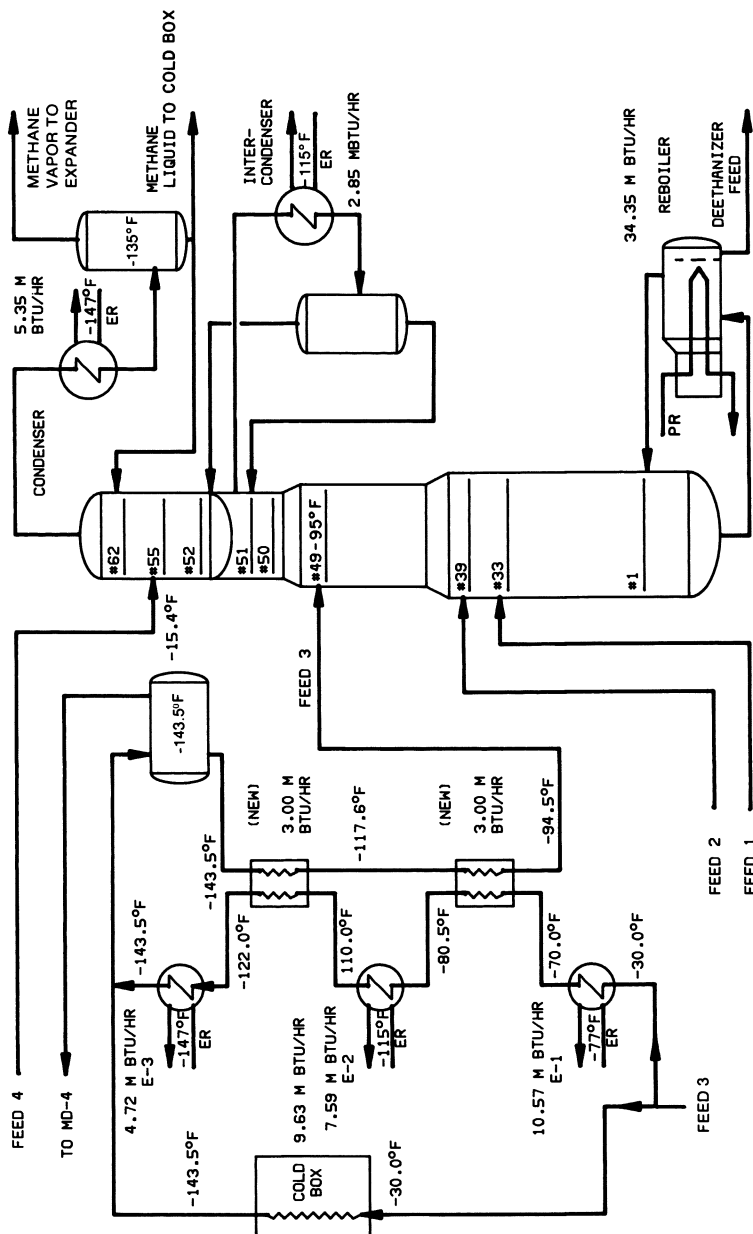 METHANE
VAPOR TO
EXPANDER
METHANE
LIQUID TO COLD BOX
5.35 M
BTU/HR
-147°F
ER
CONDENSER
-135°F
INTER-
CONDENSER
-115°F
ER
2.85 MBTU/HR
34.35 M BTU/HR
REBOILER
DEETHANIZER
FEED
PR
#62
#55
#52
#51
#50
#49-95°F
#39
#33
#1
-15.4°F
FEED 3
-143.5°F
(NEW)
3.00 M
BTU/HR
-143.5°F
-117.6°F
(NEW)
3.00 M
BTU/HR
-94.5°F
FEED 2
FEED 1
FEED 4
TO MD-4
-143.5°F
-122.0°F
4.72 M BTU/HR
E-3
-147°F
ER
110.0°F
-80.5°F
9.63 M BTU/HR
7.59 M BTU/HR
E-2
-115°F
ER
-70.0°F
-30.0°F
10.57 M BTU/HR
E-1
-77°F
ER
-143.5°F
COLD
BOX
-30.0°F
FEED3